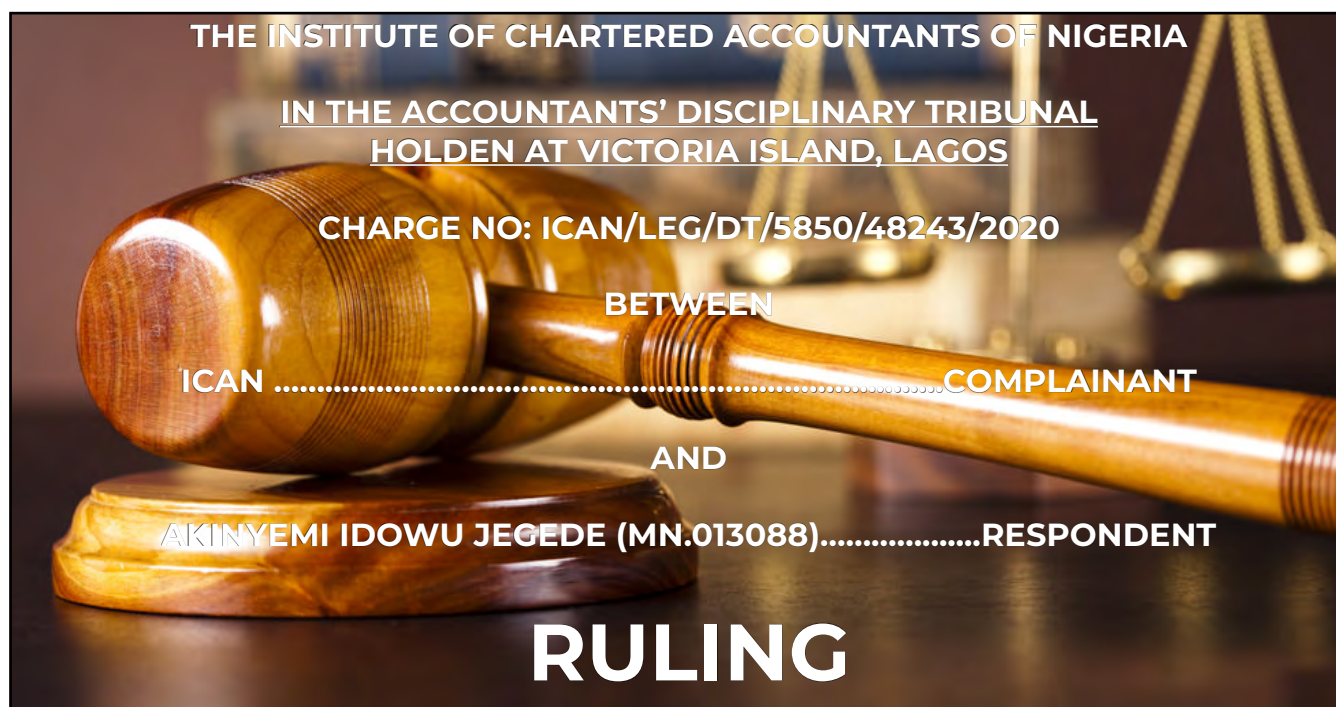 THE INSTITUTE OF CHARTERED ACCOUNTANTS OF NIGERIA
IN THE ACCOUNTANTS’ DISCIPLINARY TRIBUNAL
HOLDEN AT VICTORIA ISLAND, LAGOS
CHARGE NO: ICAN/LEG/DT/5850/48243/2020
BETWEEN
ICAN ................................................................................COMPLAINANT
AND
AKINYEMI IDOWU JEGEDE (MN.013088)...................RESPONDENT
RULING